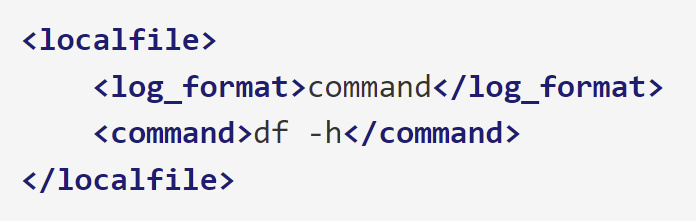 <localfile>
    <log_format>command</log_format>
    <command>df -h</command>
</localfile>